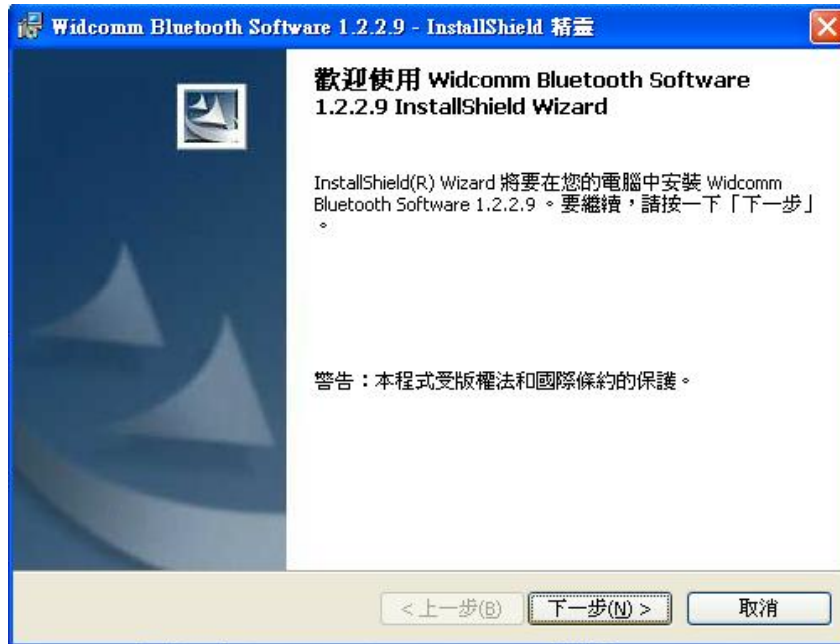 Widcomm Bluetooth Software 1.2.2.9 - InstallShield 精靈
歡迎使用 Widcomm Bluetooth Software
1.2.2.9 InstallShield Wizard
InstallShield(R) Wizard 將要在您的電腦中安裝 Widcomm
Bluetooth Software 1.2.2.9 。要繼續，請按一下「下一步」
。
警告：本程式受版權法和國際條約的保護。
< 上一步(B)
下一步(N) >
取消